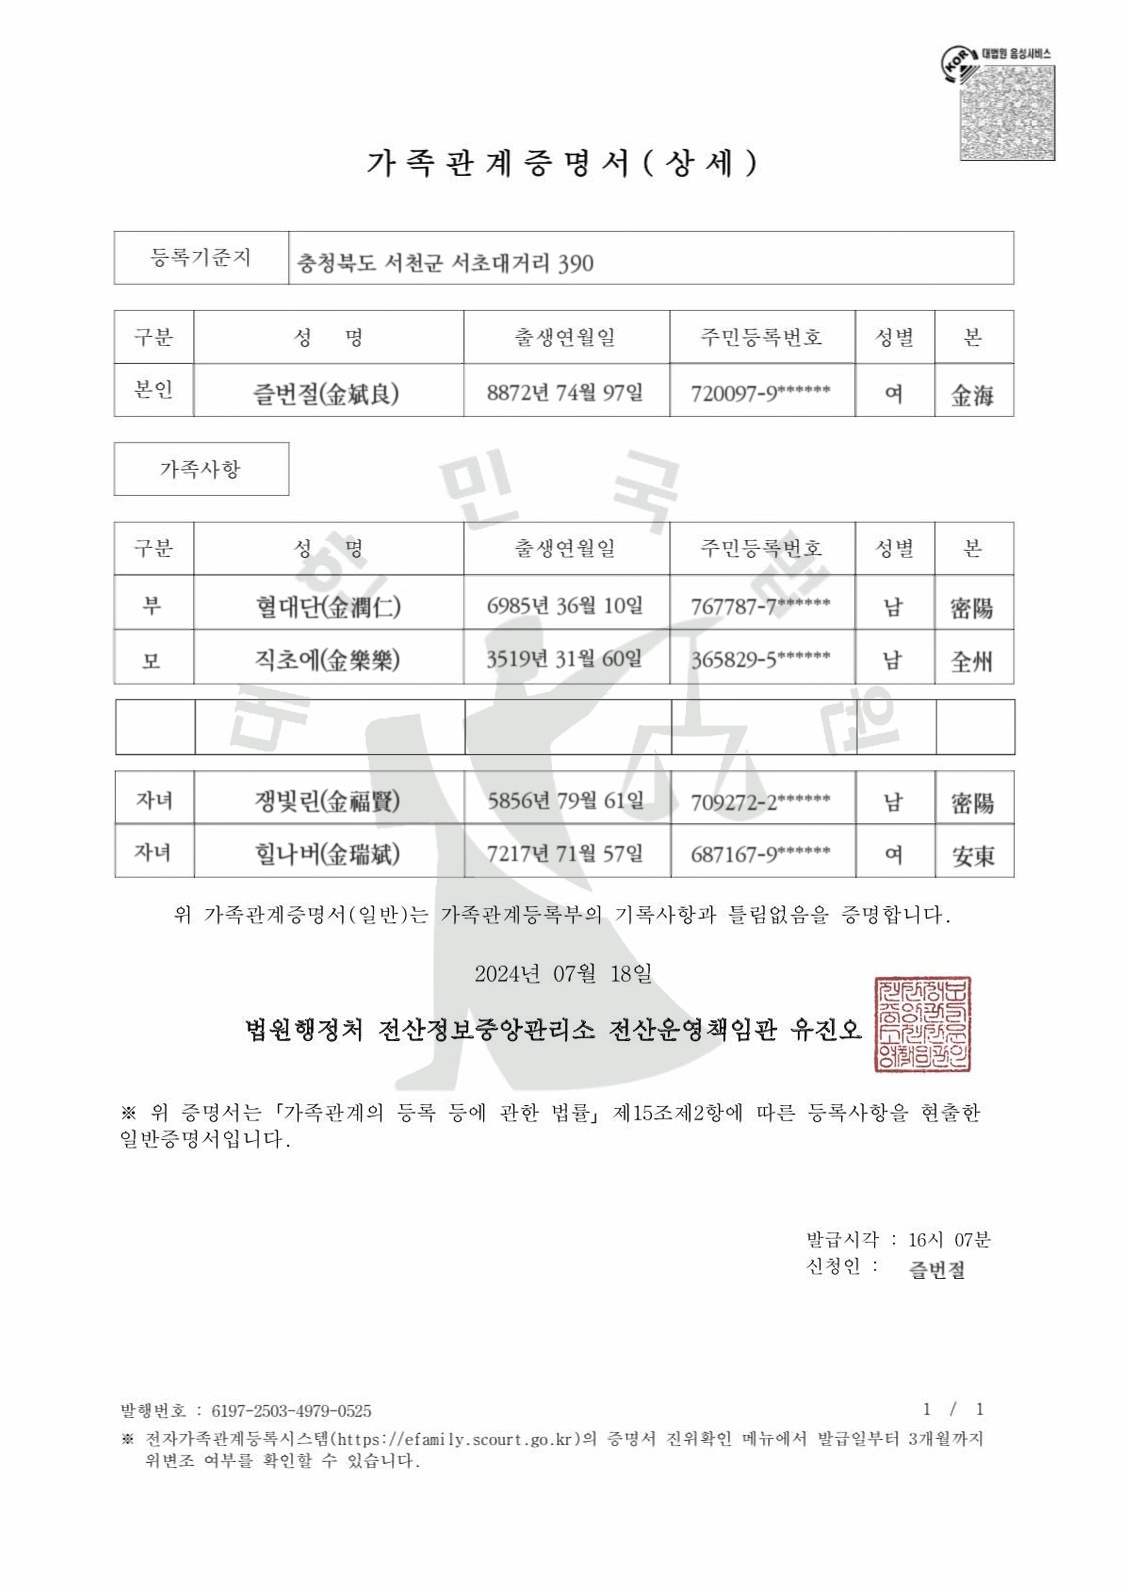 대법원 음성서비스
KOR
가족관계증명서(상세)
등록기준지 충청북도 서천군 서초대거리 390
구분 성 명 출생연월일 주민등록번호 성별 본
본인 즐번절(金斌良) 8872년 74월 97일 720097-9****** 여 金海
가족사항
구분 성 명 출생연월일 주민등록번호 성별 본
부 혈대단(金潤仁) 6985년 36월 10일 767787-7****** 남 密陽
모 직초에(金樂樂) 3519년 31월 60일 365829-5****** 남 全州
자녀 쟁빛린(金福賢) 5856년 79월 61일 709272-2****** 남 密陽
자녀 힐나버(金瑞斌) 7217년 71월 57일 687167-9****** 여 安東
대한민국법원
위 가족관계증명서(일반)는 가족관계등록부의 기록사항과 틀림없음을 증명합니다.
2024년 07월 18일
법원행정처 전산정보중앙관리소 전산운영책임관 유진오
※ 위 증명서는「가족관계의 등록 등에 관한 법률」제15조제2항에 따른 등록사항을 현출한
일반증명서입니다.
발급시각 : 16시 07분
신청인 : 즐번절
발행번호 : 6197-2503-4979-0525
1 / 1
※ 전자가족관계등록시스템(https://efamily.scourt.go.kr)의 증명서 진위확인 메뉴에서 발급일부터 3개월까지
위변조 여부를 확인할 수 있습니다.